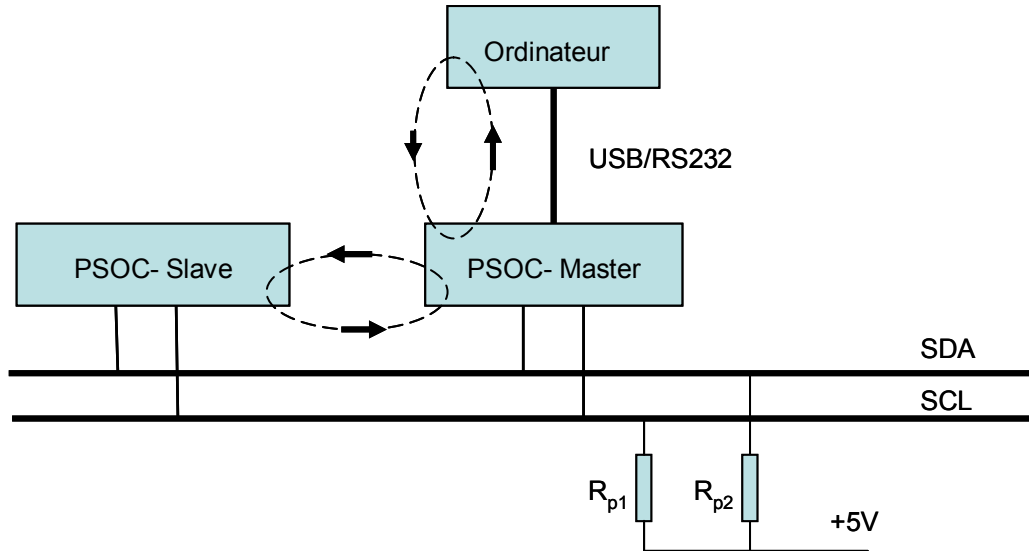 Ordinateur
USB/RS232
PSOC- Slave
PSOC- Master
SDA
SCL
Rp1
Rp2
+5V